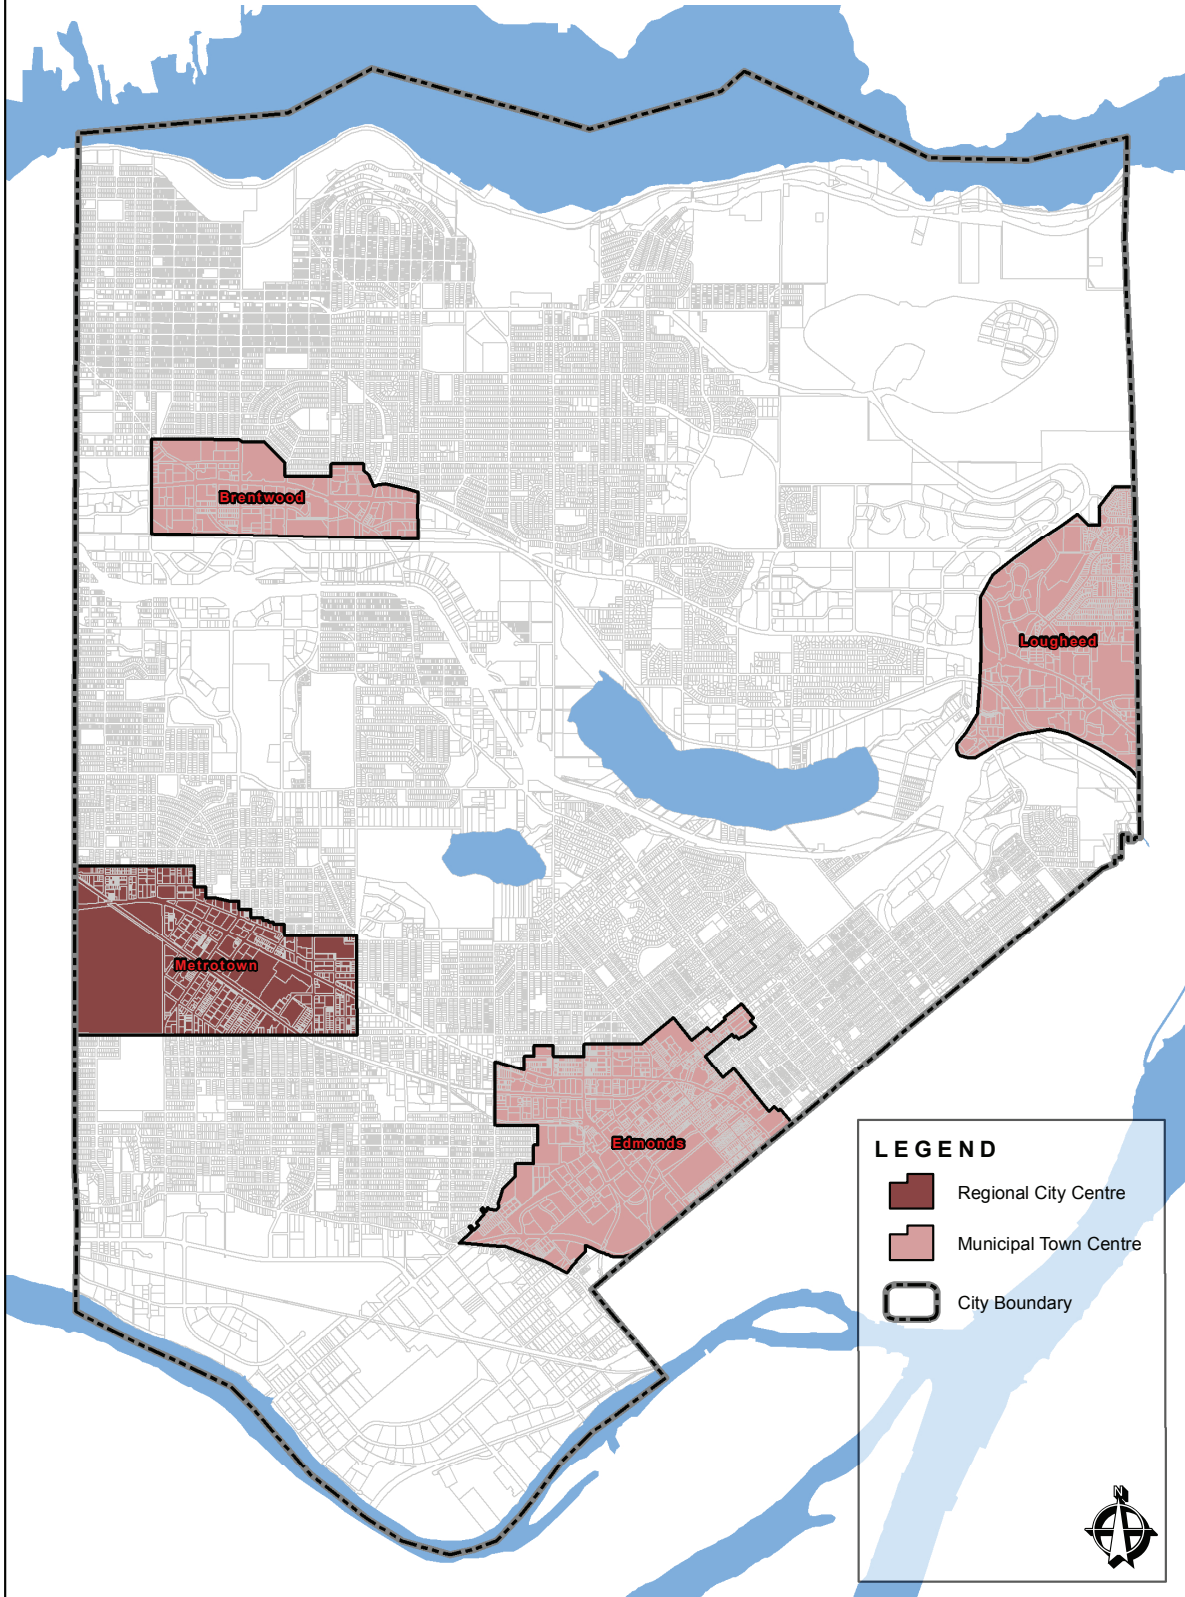 Brentwood
Lougheed
Metrotown
Edmonds
LEGEND
Regional City Centre
Municipal Town Centre
City Boundary
N